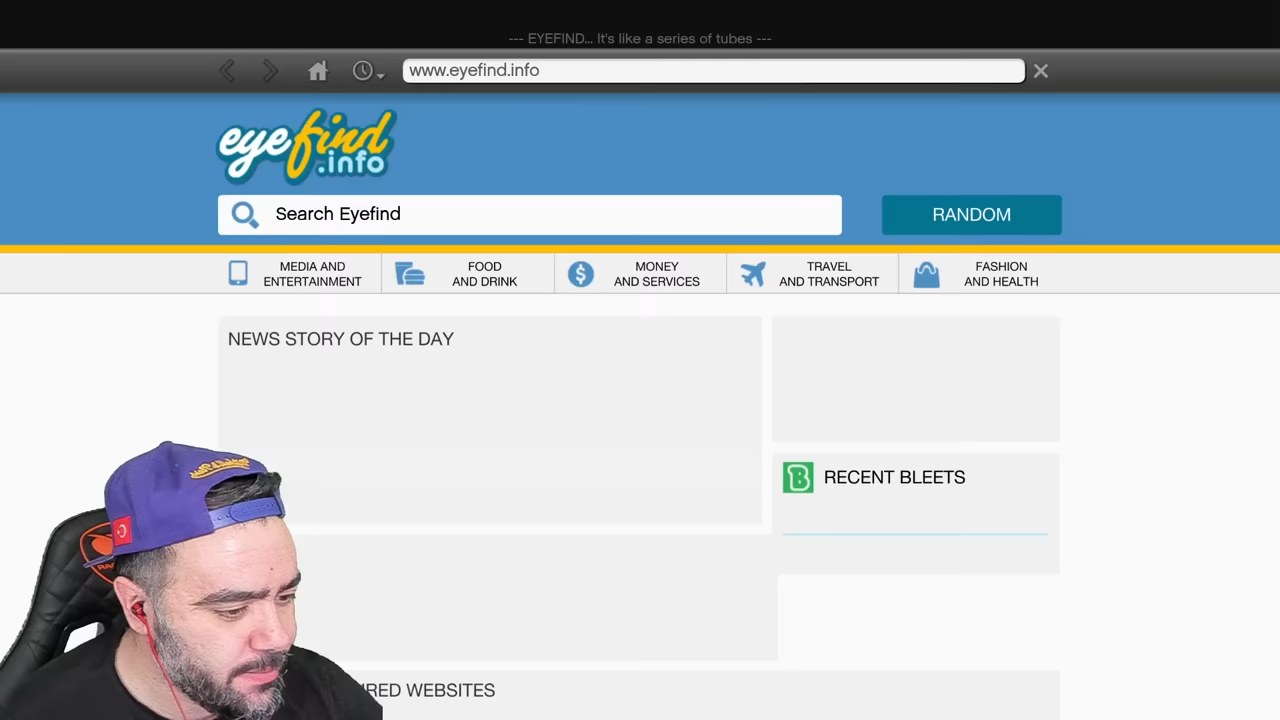 --- EYEFIND... It's like a series of tubes ---
www.eyefind.info
eyefind
.info
Search Eyefind
RANDOM
MEDIA AND
ENTERTAINMENT
FOOD
AND DRINK
MONEY
AND SERVICES
TRAVEL
AND TRANSPORT
FASHION
AND HEALTH
NEWS STORY OF THE DAY
B
RECENT BLEETS
WEBSITES